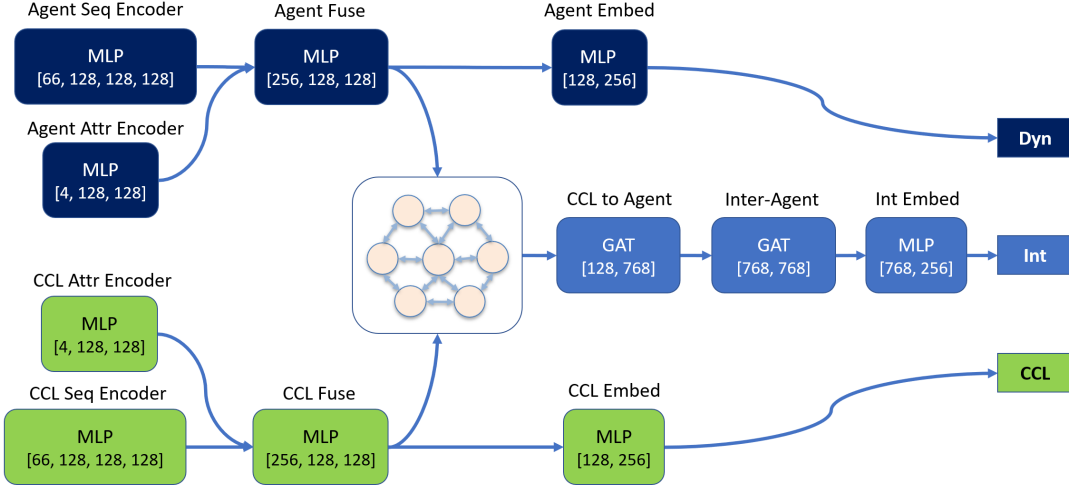 Agent Seq Encoder
MLP
[66, 128, 128, 128]
Agent Attr Encoder
MLP
[4, 128, 128]
Agent Fuse
MLP
[256, 128, 128]
Agent Embed
MLP
[128, 256]
Dyn
CCL to Agent
GAT
[128, 768]
Inter-Agent
GAT
[768, 768]
Int Embed
MLP
[768, 256]
Int
CCL Attr Encoder
MLP
[4, 128, 128]
CCL Seq Encoder
MLP
[66, 128, 128, 128]
CCL Fuse
MLP
[256, 128, 128]
CCL Embed
MLP
[128, 256]
CCL